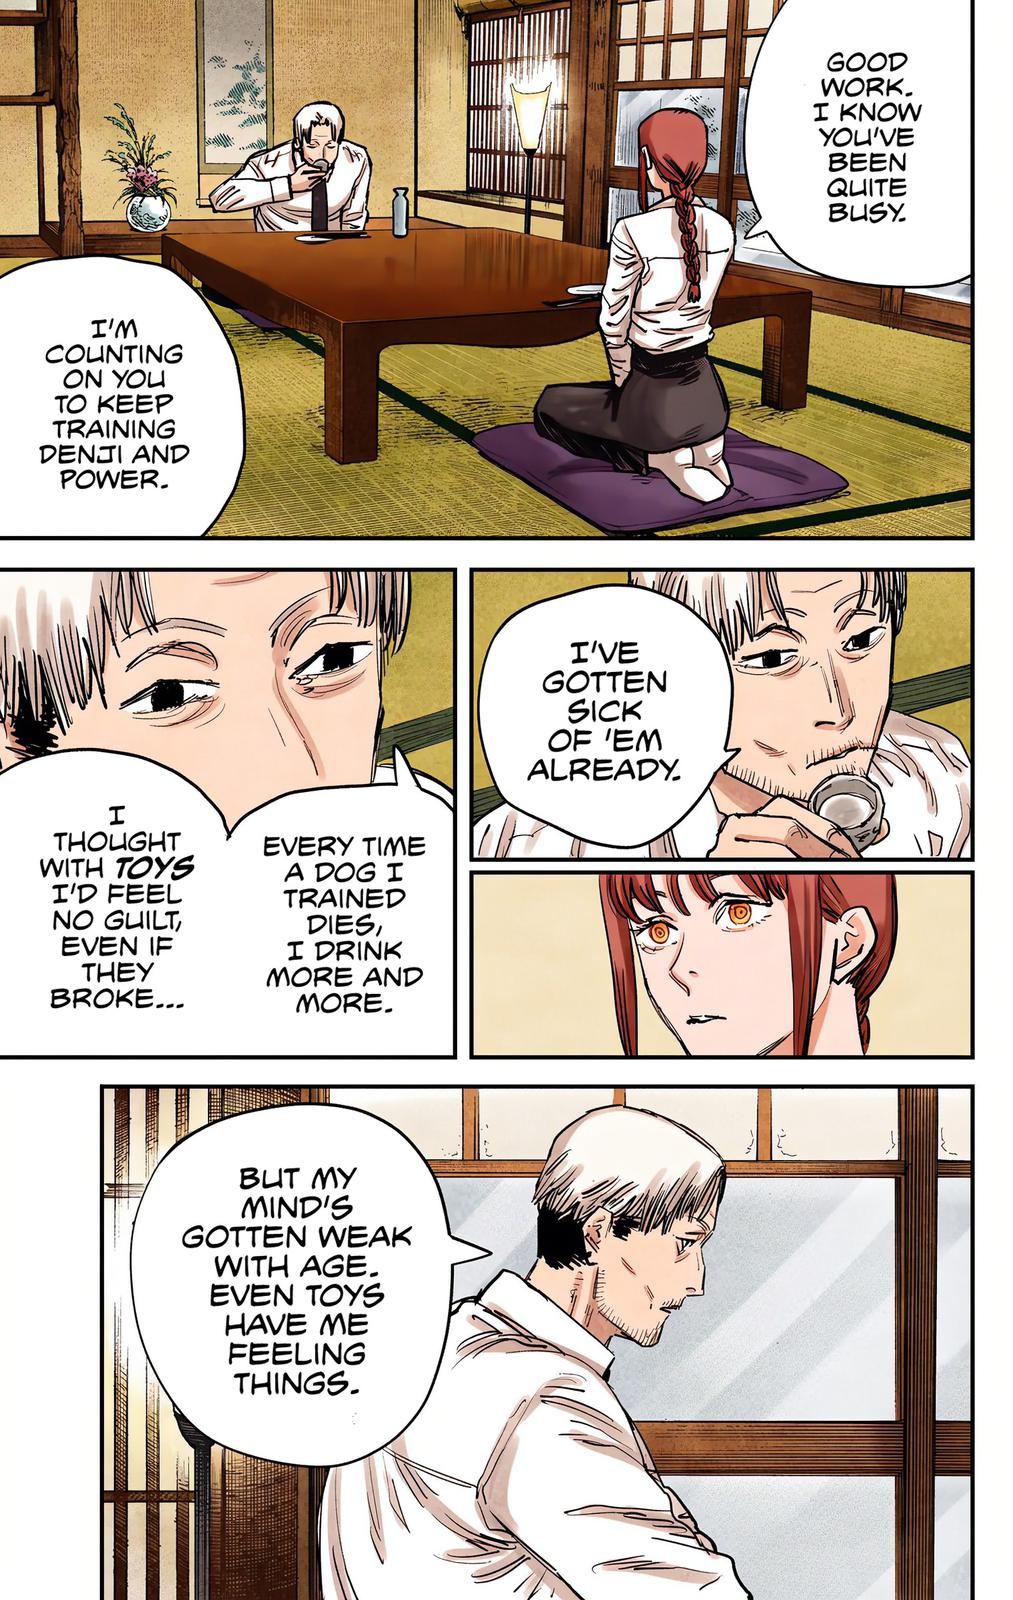 GOOD
WORK.
I KNOW
YOU'VE
BEEN
QUITE
BUSY.
I'M
COUNTING
ON YOU
TO KEEP
TRAINING
DENJI AND
POWER.
I'VE
GOTTEN
SICK
OF 'EM
ALREADY.
EVERY TIME
A DOG I
TRAINED
DIES,
I DRINK
MORE AND
MORE.
I
THOUGHT
WITH TOYS
I'D FEEL
NO GUILT,
EVEN IF
THEY
BROKE...
BUT MY
MIND'S
GOTTEN WEAK
WITH AGE.
EVEN TOYS
HAVE ME
FEELING
THINGS.